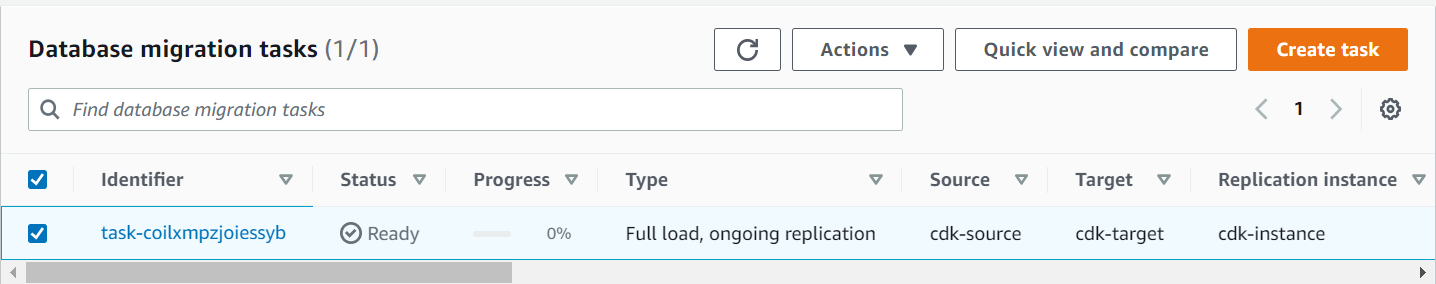 Database migration tasks (1/1)
Actions
Quick view and compare
Create task
Find database migration tasks
1
Identifier Status Progress Type Source Target Replication instance
task-coilxmpzjoiessyb Ready 0% Full load, ongoing replication cdk-source cdk-target cdk-instance